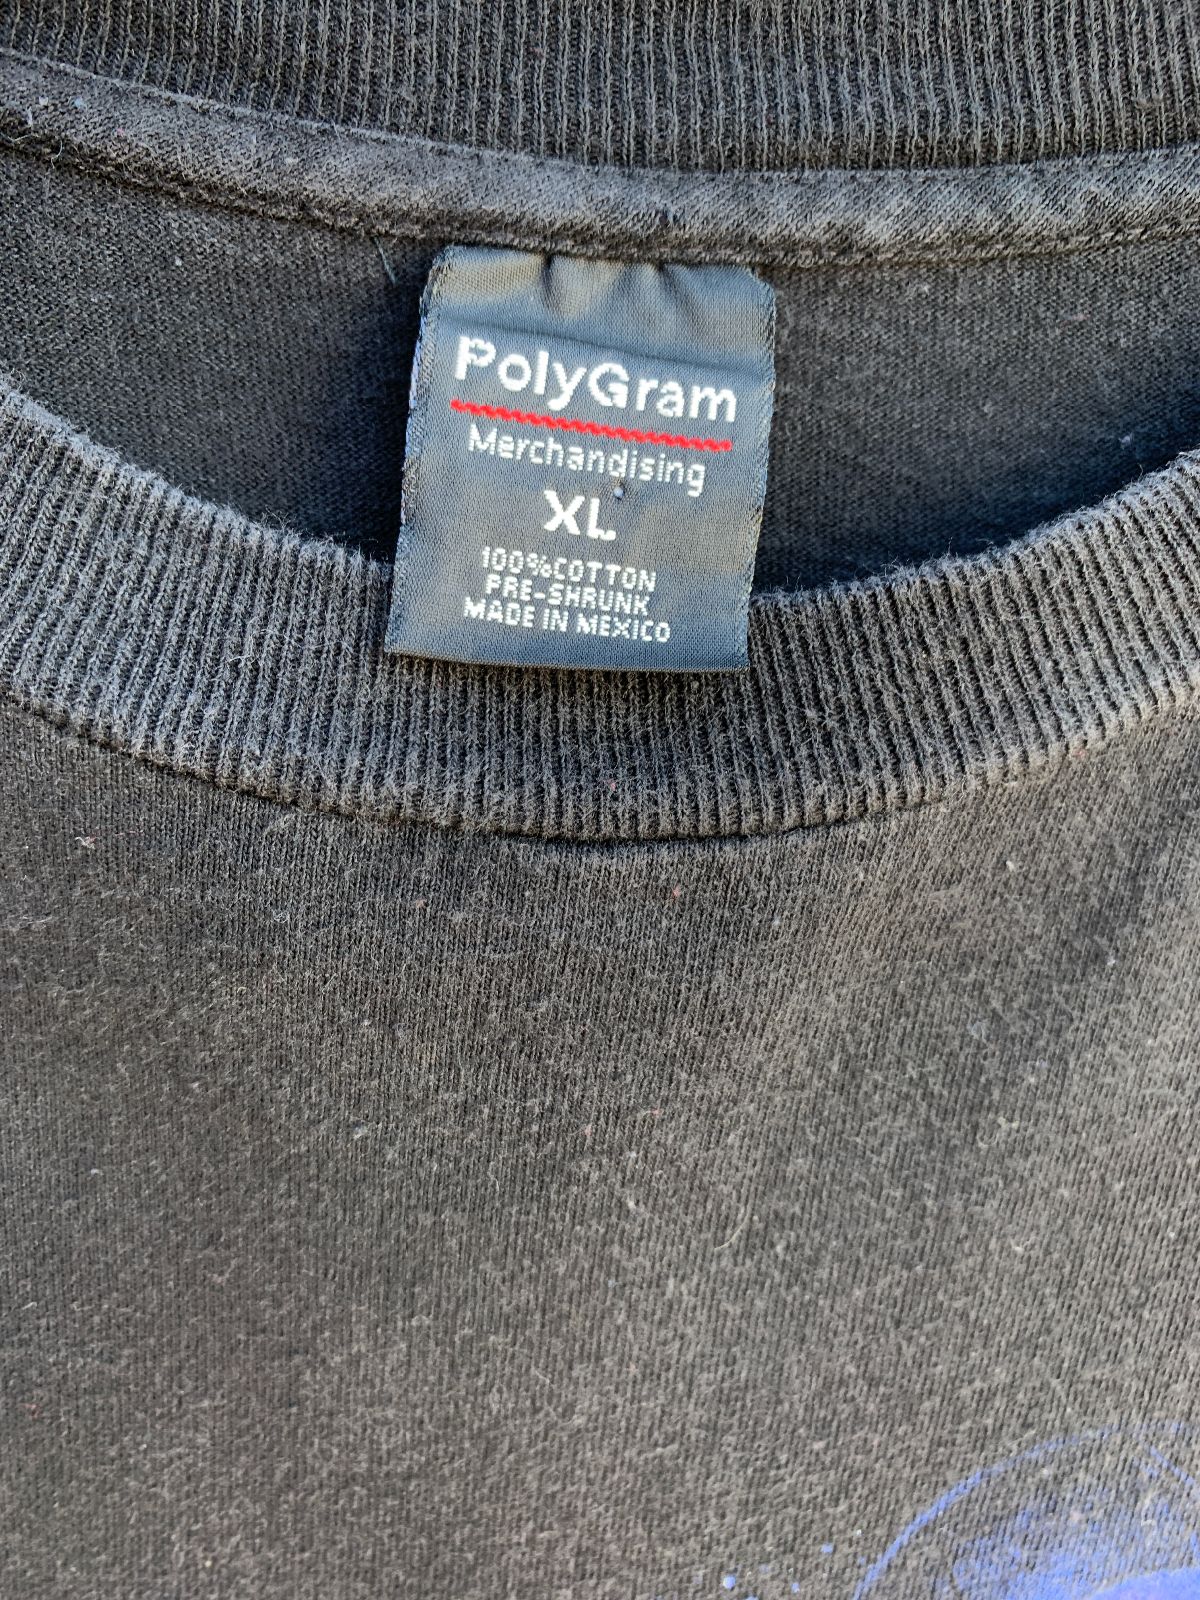 PolyGram
Merchandising
XL
100%COTTON
PRE-SHRUNK
MADE IN MEXICO